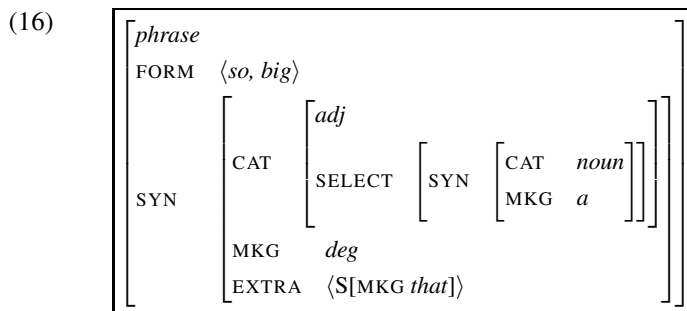 (16)
phrase
FORM ⟨so, big⟩
adj
CAT noun
CAT SELECT SYN
MKG a
SYN
MKG deg
EXTRA ⟨S[MKG that]⟩